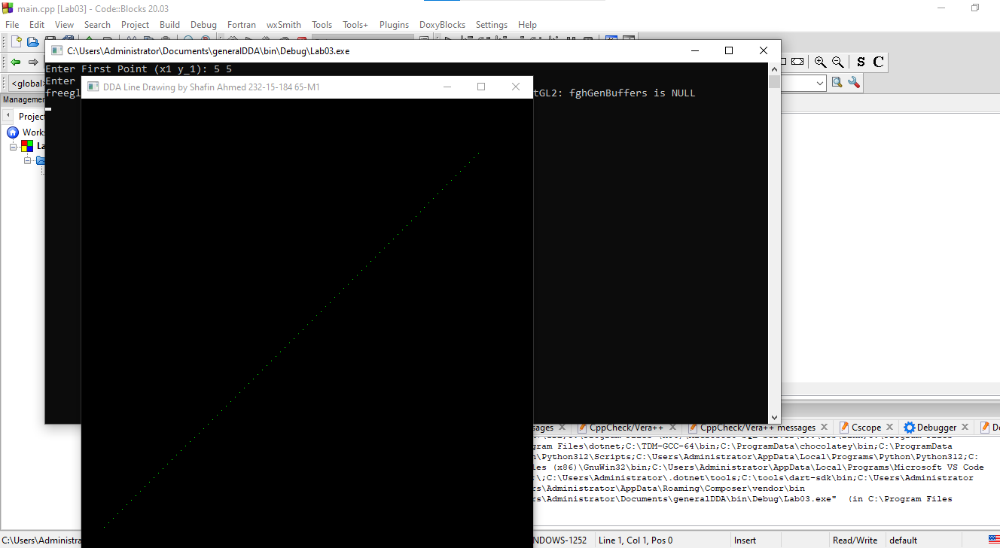 main.cpp [Lab03] - Code::Blocks 20.03
File Edit View Search Project Build Debug Fortran wxSmith Tools Tools+ Plugins DoxyBlocks Settings Help
C:\Users\Administrator\Documents\generalDDA\bin\Debug\Lab03.exe
Enter First Point (x1 y_1): 5 5
Enter
DDA Line Drawing by Shafin Ahmed 232-15-184 65-M1
freegl
tGL2: fghGenBuffers is NULL
S C
<global>
Management
Project
Works
La
sages CppCheck/Vera++ CppCheck/Vera++ messages Cscope Debugger De
gram Files\dotnet;C:\TDM-GCC-64\bin;C:\ProgramData\chocolatey\bin;C:\ProgramData
n\Python312\Scripts;C:\Users\Administrator\AppData\Local\Programs\Python\Python312;C:
les (x86)\GnuWin32\bin;C:\Users\Administrator\AppData\Local\Programs\Microsoft VS Code
;C:\Users\Administrator\.dotnet\tools;C:\tools\dart-sdk\bin;C:\Users\Administrator
rs\Administrator\AppData\Roaming\Composer\vendor\bin
rs\Administrator\Documents\generalDDA\bin\Debug\Lab03.exe" (in C:\Program Files
C:\Users\Administra
NDOWS-1252 Line 1, Col 1, Pos 0 Insert Read/Write default